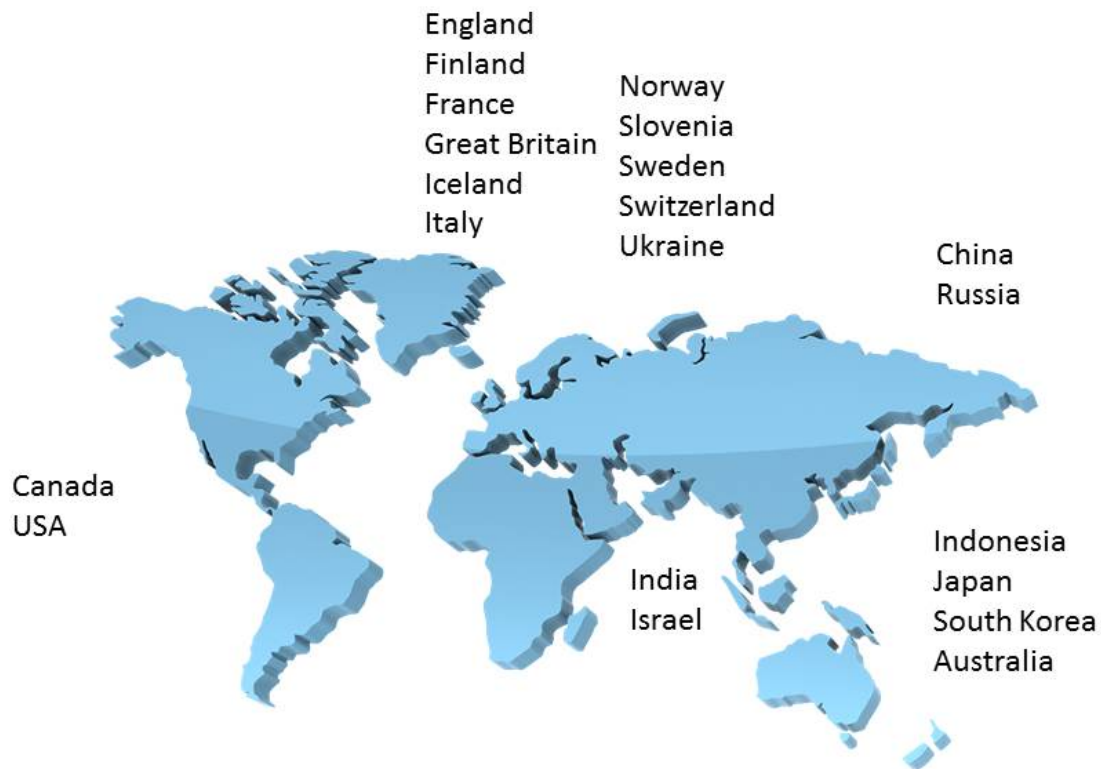 England
Finland
France
Great Britain
Iceland
Italy
Norway
Slovenia
Sweden
Switzerland
Ukraine
China
Russia
Canada
USA
India
Israel
Indonesia
Japan
South Korea
Australia